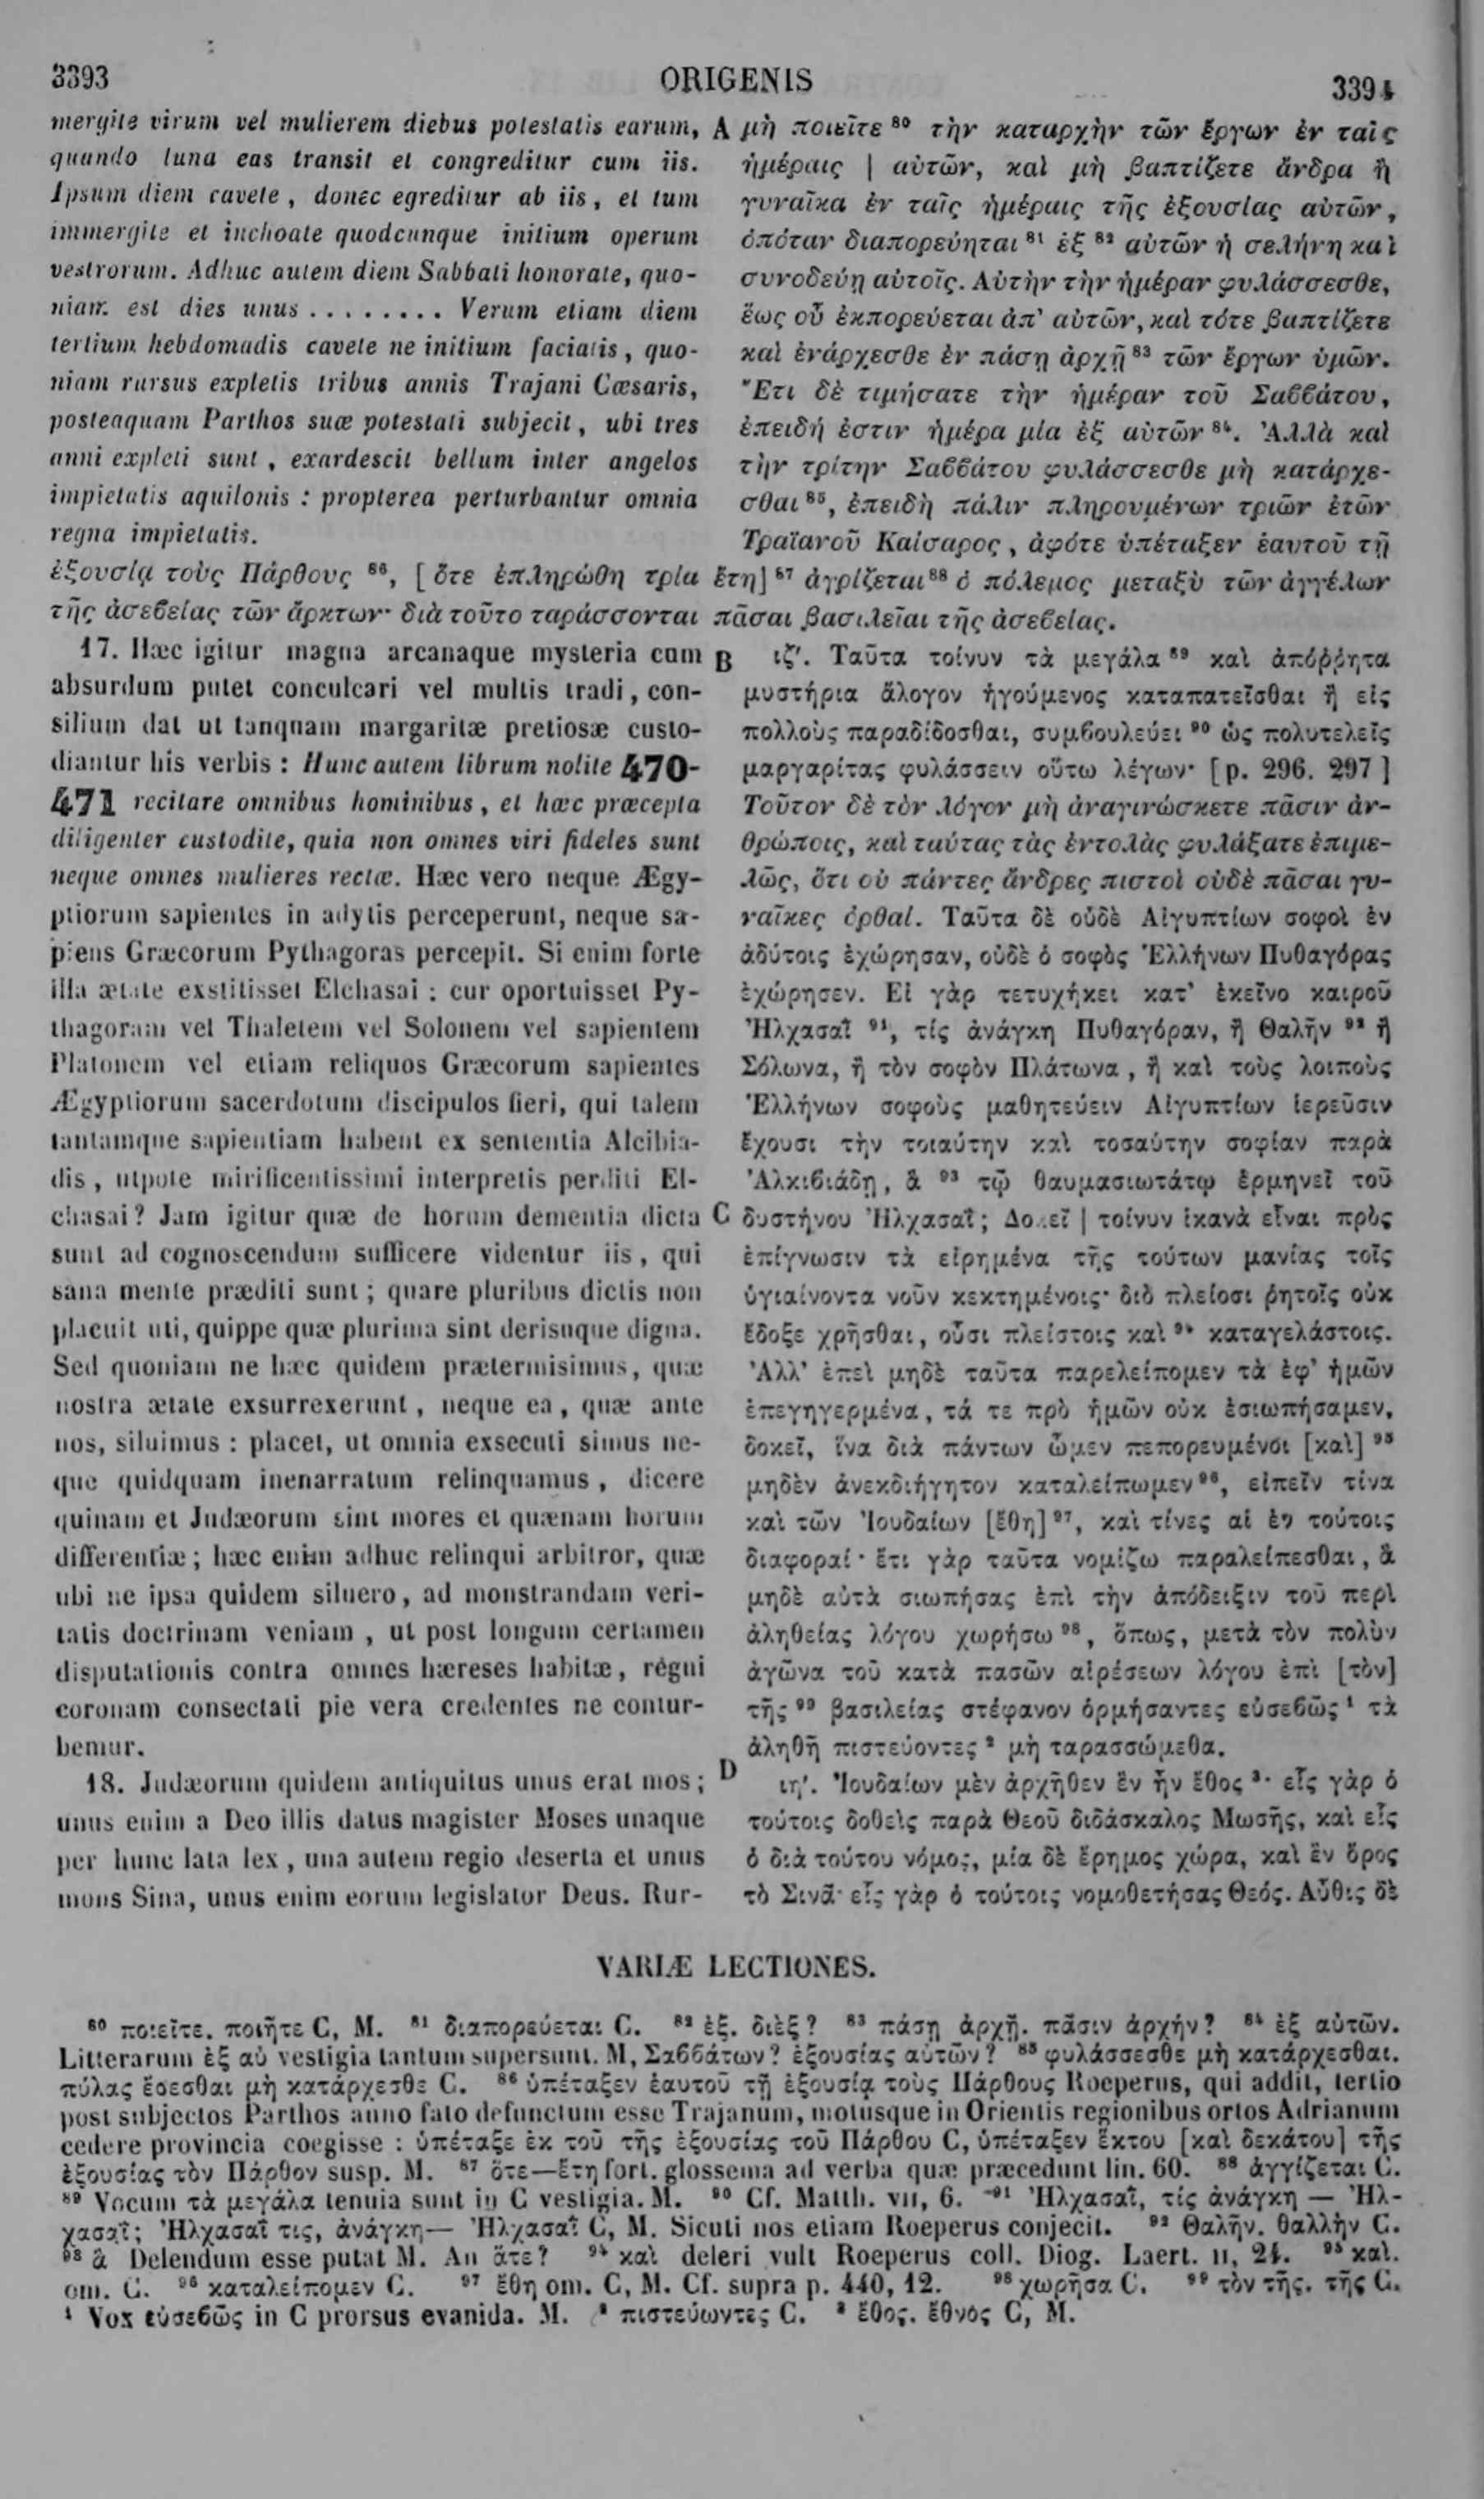 3393
ORIGENIS
3394
mergite virum vel mulierem diebus potestatis earum,
quando luna eas transit et congreditur cum iis.
Ipsum diem cavete, donec egreditur ab iis, et tum
immergite et inchoate quodcunque initium operum
vestrorum. Adhuc autem diem Sabbati honorate, quo-
niam est dies unus ........ Verum etiam diem
tertium hebdomadis cavete ne initium faciatis, quo-
niam rursus expletis tribus annis Trajani Cæsaris,
posteaquam Parthos suæ potestati subjecit, ubi tres
anni expleti sunt, exardescit bellum inter angelos
impietatis aquilonis : propterea perturbantur omnia
regna impietatis.
A
μὴ ποιεῖτε ⁸⁰ τὴν καταρχὴν τῶν ἔργων ἐν ταῖς
ἡμέραις | αὐτῶν, καὶ μὴ βαπτίζετε ἄνδρα ἢ
γυναῖκα ἐν ταῖς ἡμέραις τῆς ἐξουσίας αὐτῶν,
ὁπόταν διαπορεύηται ⁸¹ ἐξ ⁸² αὐτῶν ἡ σελήνη καὶ
συνοδεύῃ αὐτοῖς. Αὐτὴν τὴν ἡμέραν φυλάσσεσθε,
ἕως οὗ ἐκπορεύεται ἀπ' αὐτῶν, καὶ τότε βαπτίζετε
καὶ ἐνάρχεσθε ἐν πάσῃ ἀρχῇ ⁸³ τῶν ἔργων ὑμῶν.
Ἔτι δὲ τιμήσατε τὴν ἡμέραν τοῦ Σαββάτου,
ἐπειδή ἐστιν ἡμέρα μία ἐξ αὐτῶν ⁸⁴. Ἀλλὰ καὶ
τὴν τρίτην Σαββάτου φυλάσσεσθε μὴ κατάρχε-
σθαι ⁸⁵, ἐπειδὴ πάλιν πληρουμένων τριῶν ἐτῶν
Τραϊανοῦ Καίσαρος, ἀφότε ὑπέταξεν ἑαυτοῦ τῇ
ἐξουσίᾳ τοὺς Πάρθους ⁸⁶, [ὅτε ἐπληρώθη τρία ἔτη] ⁸⁷ ἀγρίζεται ⁸⁸ ὁ πόλεμος μεταξὺ τῶν ἀγγέλων
τῆς ἀσεβείας τῶν ἄρκτων· διὰ τοῦτο ταράσσονται πᾶσαι βασιλεῖαι τῆς ἀσεβείας.
17. Hæc igitur magna arcanaque mysteria cum
absurdum putet conculcari vel multis tradi, con-
silium dat ut tanquam margaritæ pretiosæ custo-
diantur his verbis : Hunc autem librum nolite 470-
471 recitare omnibus hominibus, et hæc præcepta
diligenter custodite, quia non omnes viri fideles sunt
neque omnes mulieres rectæ. Hæc vero neque Ægy-
ptiorum sapientes in adytis perceperunt, neque sa-
piens Græcorum Pythagoras percepit. Si enim forte
illa ætate exstitisset Elchasai : cur oportuisset Py-
thagoram vel Thaletem vel Solonem vel sapientem
Platonem vel etiam reliquos Græcorum sapientes
Ægyptiorum sacerdotum discipulos fieri, qui talem
tantamque sapientiam habent ex sententia Alcibia-
dis, utpote mirificentissimi interpretis perditi El-
chasai? Jam igitur quæ de horum dementia dicta
sunt ad cognoscendum sufficere videntur iis, qui
sana mente præditi sunt; quare pluribus dictis non
placuit uti, quippe quæ plurima sint derisuque digna.
Sed quoniam ne hæc quidem prætermisimus, quæ
nostra ætate exsurrexerunt, neque ea, quæ ante
nos, siluimus : placet, ut omnia exsecuti simus ne-
que quidquam inenarratum relinquamus, dicere
quinam et Judæorum sint mores et quænam horum
differentiæ; hæc enim adhuc relinqui arbitror, quæ
ubi ne ipsa quidem siluero, ad monstrandam veri-
tatis doctrinam veniam, ut post longum certamen
disputationis contra omnes hæreses habitæ, regni
coronam consectati pie vera credentes ne contur-
bemur.
18. Judæorum quidem antiquitus unus erat mos;
unus enim a Deo illis datus magister Moses unaque
per hunc lata lex, una autem regio deserta et unus
mons Sina, unus enim eorum legislator Deus. Rur-
B
C
D
ιζʹ. Ταῦτα τοίνυν τὰ μεγάλα ⁸⁹ καὶ ἀπόῤῥητα
μυστήρια ἄλογον ἡγούμενος καταπατεῖσθαι ἢ εἰς
πολλοὺς παραδίδοσθαι, συμβουλεύει ⁹⁰ ὡς πολυτελεῖς
μαργαρίτας φυλάσσειν οὕτω λέγων· [p. 296. 297]
Τοῦτον δὲ τὸν λόγον μὴ ἀναγινώσκετε πᾶσιν ἀν-
θρώποις, καὶ ταύτας τὰς ἐντολὰς φυλάξατε ἐπιμε-
λῶς, ὅτι οὐ πάντες ἄνδρες πιστοὶ οὐδὲ πᾶσαι γυ-
ναῖκες ὀρθαί. Ταῦτα δὲ οὐδὲ Αἰγυπτίων σοφοὶ ἐν
ἀδύτοις ἐχώρησαν, οὐδὲ ὁ σοφὸς Ἑλλήνων Πυθαγόρας
ἐχώρησεν. Εἰ γὰρ τετυχήκει κατ' ἐκεῖνο καιροῦ
Ἠλχασαῒ ⁹¹, τίς ἀνάγκη Πυθαγόραν, ἢ Θαλῆν ⁹² ἢ
Σόλωνα, ἢ τὸν σοφὸν Πλάτωνα, ἢ καὶ τοὺς λοιποὺς
Ἑλλήνων σοφοὺς μαθητεύειν Αἰγυπτίων ἱερεῦσιν
ἔχουσι τὴν τοιαύτην καὶ τοσαύτην σοφίαν παρὰ
Ἀλκιβιάδῃ, ἃ ⁹³ τῷ θαυμασιωτάτῳ ἑρμηνεῖ τοῦ
δυστήνου Ἠλχασαΐ; Δοκεῖ | τοίνυν ἱκανὰ εἶναι πρὸς
ἐπίγνωσιν τὰ εἰρημένα τῆς τούτων μανίας τοῖς
ὑγιαίνοντα νοῦν κεκτημένοις· διὸ πλείοσι ῥητοῖς οὐκ
ἔδοξε χρῆσθαι, οὖσι πλείστοις καὶ ⁹⁴ καταγελάστοις.
Ἀλλ' ἐπεὶ μηδὲ ταῦτα παρελείπομεν τὰ ἐφ' ἡμῶν
ἐπεγηγερμένα, τά τε πρὸ ἡμῶν οὐκ ἐσιωπήσαμεν,
δοκεῖ, ἵνα διὰ πάντων ὦμεν πεπορευμένοι [καὶ] ⁹⁵
μηδὲν ἀνεκδιήγητον καταλείπωμεν ⁹⁶, εἰπεῖν τίνα
καὶ τῶν Ἰουδαίων [ἔθη] ⁹⁷, καὶ τίνες αἱ ἐν τούτοις
διαφοραί· ἔτι γὰρ ταῦτα νομίζω παραλείπεσθαι, ἃ
μηδὲ αὐτὰ σιωπήσας ἐπὶ τὴν ἀπόδειξιν τοῦ περὶ
ἀληθείας λόγου χωρήσω ⁹⁸, ὅπως, μετὰ τὸν πολὺν
ἀγῶνα τοῦ κατὰ πασῶν αἱρέσεων λόγου ἐπὶ [τὸν]
τῆς ⁹⁹ βασιλείας στέφανον ὁρμήσαντες εὐσεβῶς ¹ τὰ
ἀληθῆ πιστεύοντες ² μὴ ταρασσώμεθα.
ιηʹ. Ἰουδαίων μὲν ἀρχῆθεν ἓν ἦν ἔθος ³· εἷς γὰρ ὁ
τούτοις δοθεὶς παρὰ Θεοῦ διδάσκαλος Μωσῆς, καὶ εἷς
ὁ διὰ τούτου νόμος, μία δὲ ἔρημος χώρα, καὶ ἓν ὄρος
τὸ Σινᾶ· εἷς γὰρ ὁ τούτοις νομοθετήσας Θεός. Αὖθις δὲ
VARIÆ LECTIONES.
⁸⁰ ποιεῖτε. ποιῆτε C, M. ⁸¹ διαπορεύεται C. ⁸² ἐξ. διὲξ? ⁸³ πάσῃ ἀρχῇ. πᾶσιν ἀρχήν? ⁸⁴ ἐξ αὐτῶν.
Litterarum ἐξ αὐ vestigia tantum supersunt. M, Σαββάτων? ἐξουσίας αὐτῶν? ⁸⁵ φυλάσσεσθε μὴ κατάρχεσθαι.
πύλας ἔσεσθαι μὴ κατάρχεσθε C. ⁸⁶ ὑπέταξεν ἑαυτοῦ τῇ ἐξουσίᾳ τοὺς Πάρθους Roeperus, qui addit, tertio
post subjectos Parthos anno fato defunctum esse Trajanum, motusque in Orientis regionibus ortos Adrianum
cedere provincia coegisse : ὑπέταξε ἐκ τοῦ τῆς ἐξουσίας τοῦ Πάρθου C, ὑπέταξεν ἕκτου [καὶ δεκάτου] τῆς
ἐξουσίας τὸν Πάρθον susp. M. ⁸⁷ ὅτε—ἔτη fort. glossema ad verba quæ præcedunt lin. 60. ⁸⁸ ἀγγίζεται C.
⁸⁹ Vocum τὰ μεγάλα tenuia sunt in C vestigia. M. ⁹⁰ Cf. Matth. VII, 6. ⁹¹ Ἠλχασαῒ, τίς ἀνάγκη — Ἠλ-
χασαΐ; Ἠλχασαΐ τις, ἀνάγκη— Ἠλχασαῒ C, M. Sicuti nos etiam Roeperus conjecit. ⁹² Θαλῆν. θαλλὴν C.
⁹³ ἃ Delendum esse putat M. An ἅτε? ⁹⁴ καὶ deleri vult Roeperus coll. Diog. Laert. II, 24. ⁹⁵ καὶ.
om. C. ⁹⁶ καταλείπομεν C. ⁹⁷ ἔθη om. C, M. Cf. supra p. 440, 12. ⁹⁸ χωρῆσα C. ⁹⁹ τὸν τῆς. τῆς C.
¹ Vox εὐσεβῶς in C prorsus evanida. M. ² πιστεύωντες C. ³ ἔθος. ἔθνος C, M.